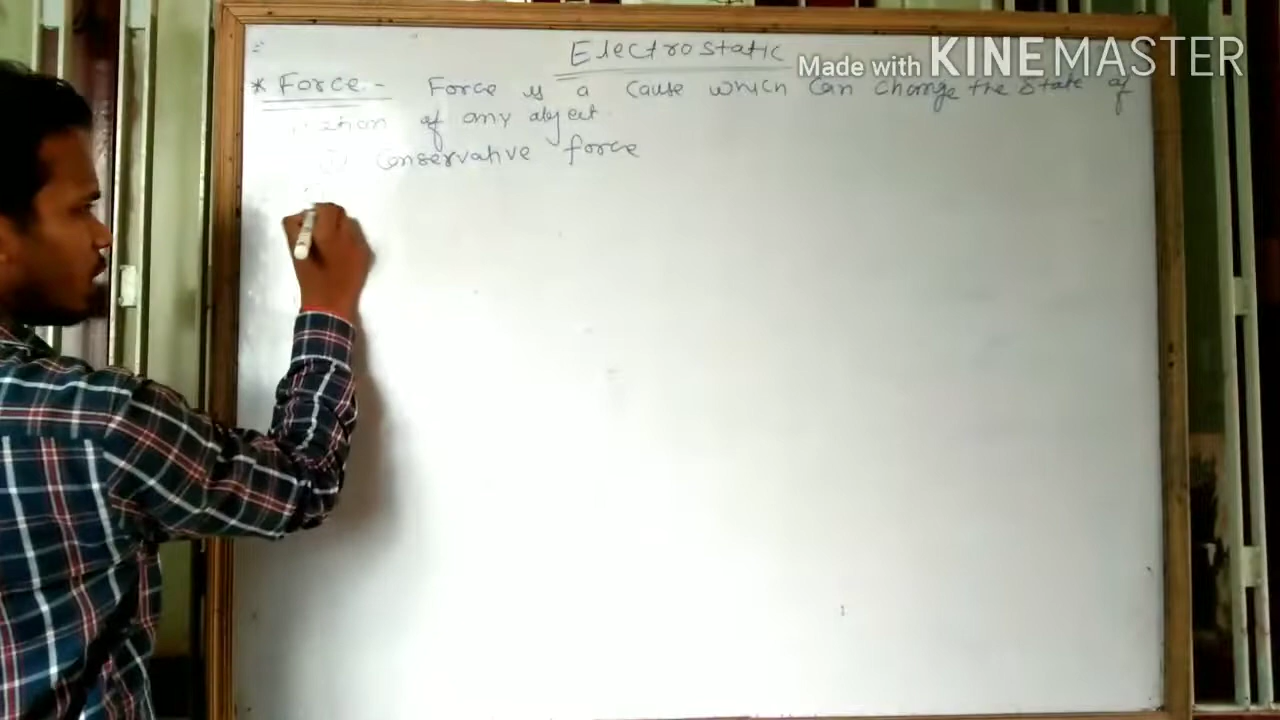 Electrostatic
Made with KINEMASTER
* Force - Force is a cause which can change the state of
of any object
conservative force